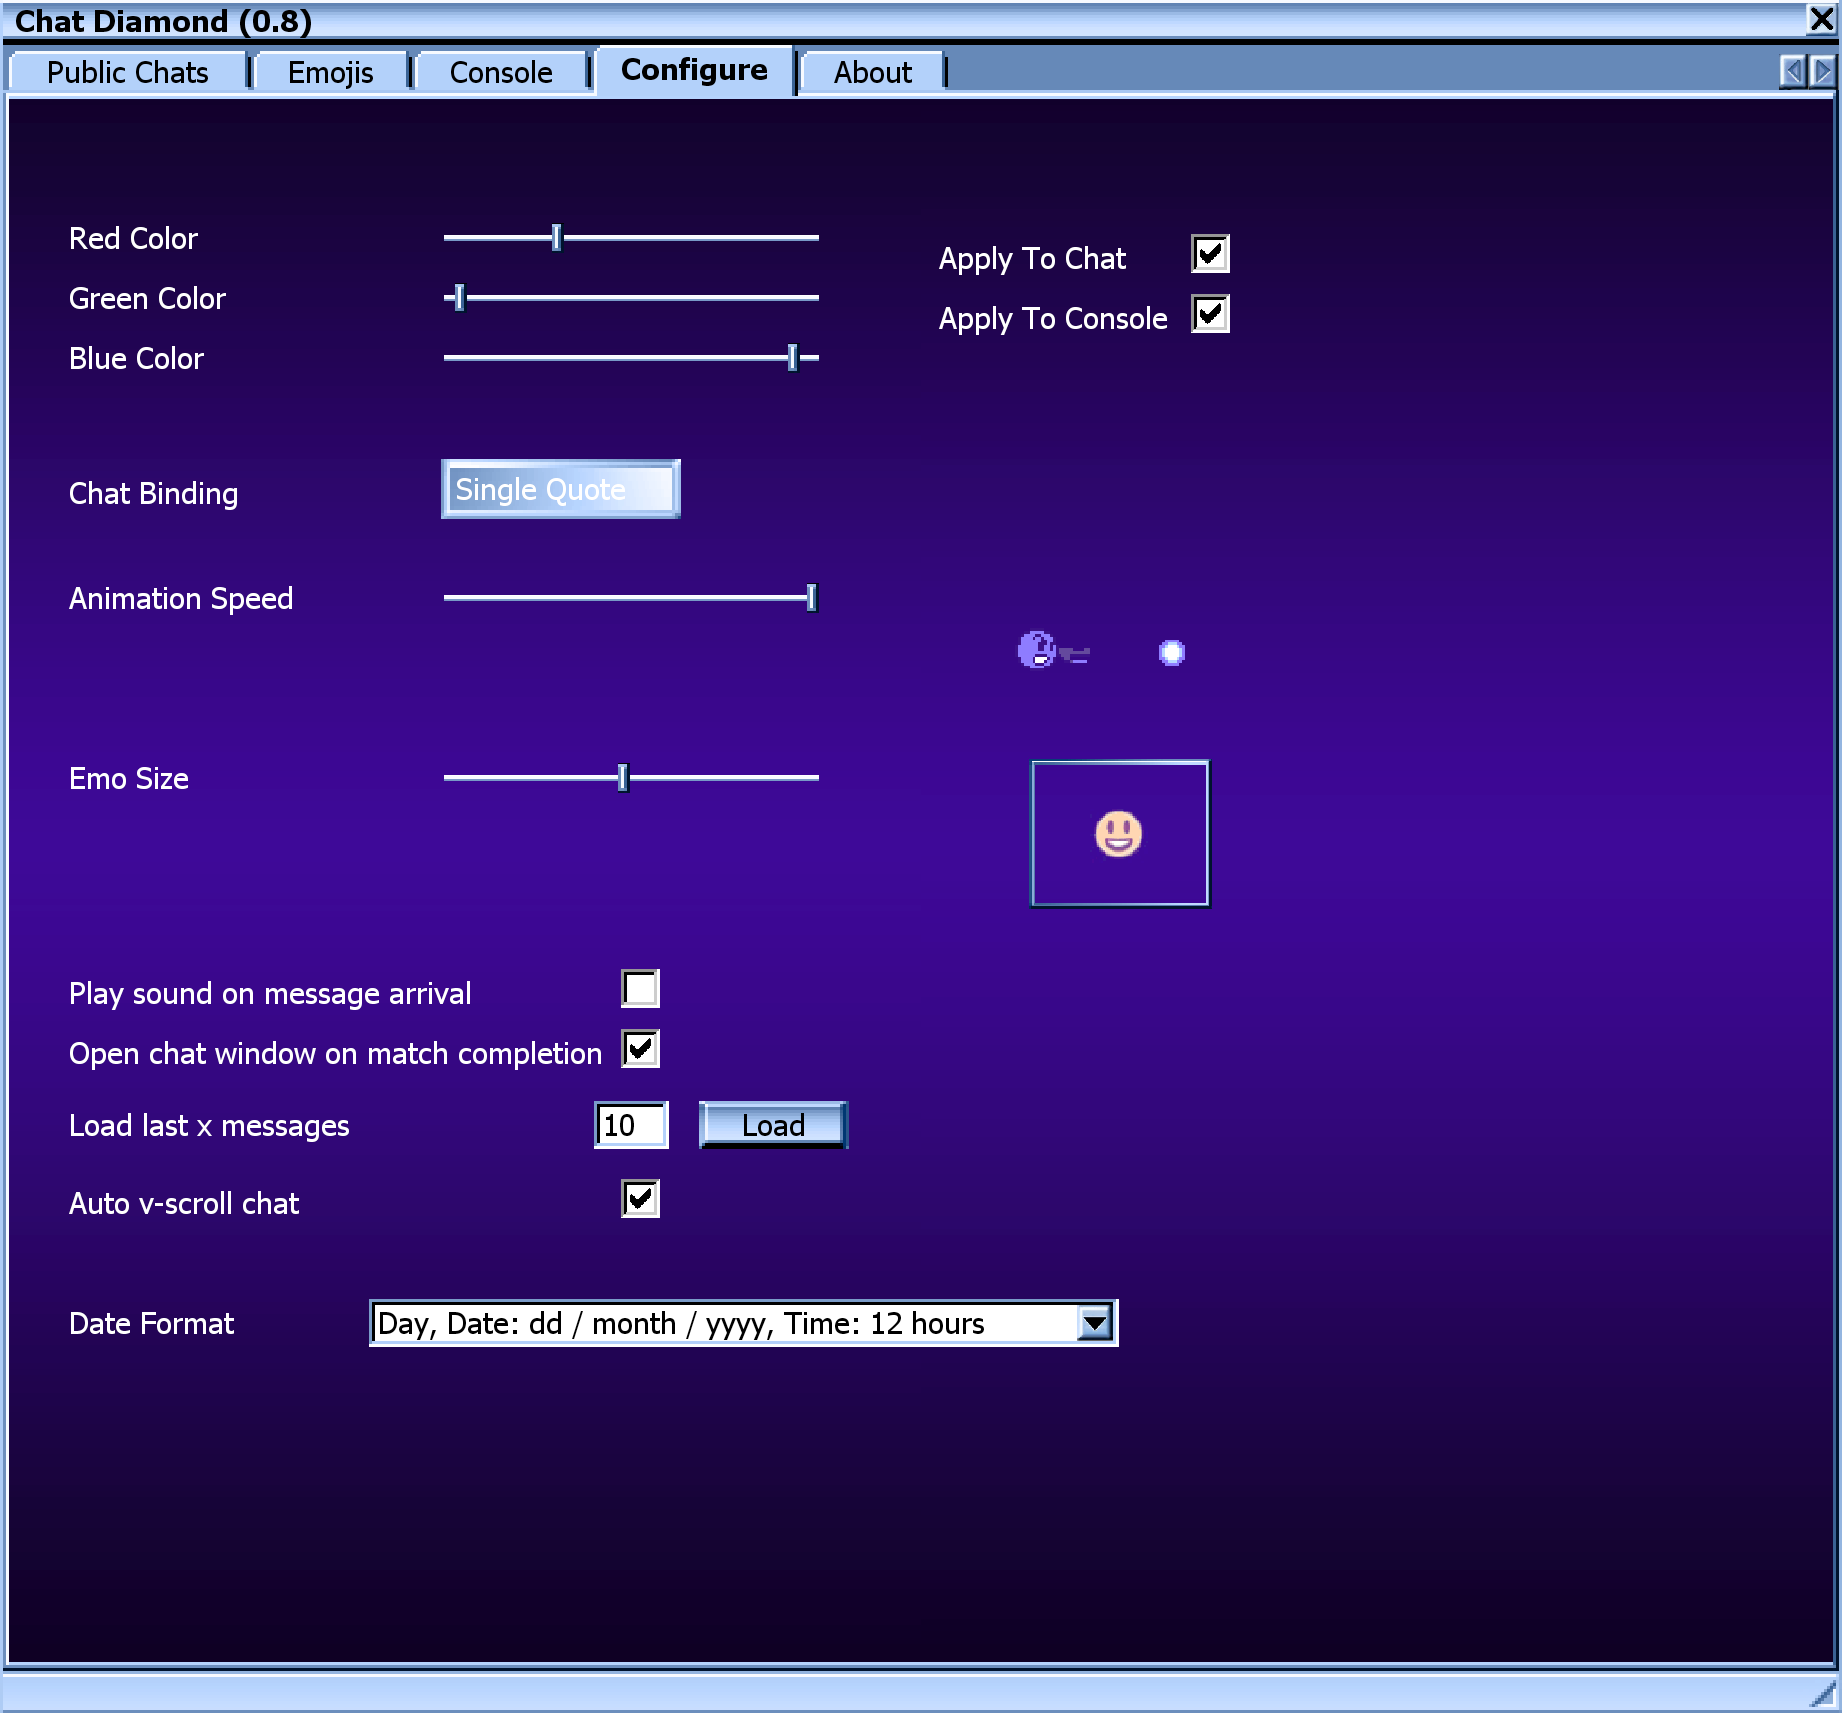 Chat Diamond (0.8)
Public Chats Emojis Console Configure About
Red Color
Green Color
Blue Color
Apply To Chat
Apply To Console
Chat Binding Single Quote
Animation Speed
Emo Size
Play sound on message arrival
Open chat window on match completion
Load last x messages 10 Load
Auto v-scroll chat
Date Format Day, Date: dd / month / yyyy, Time: 12 hours